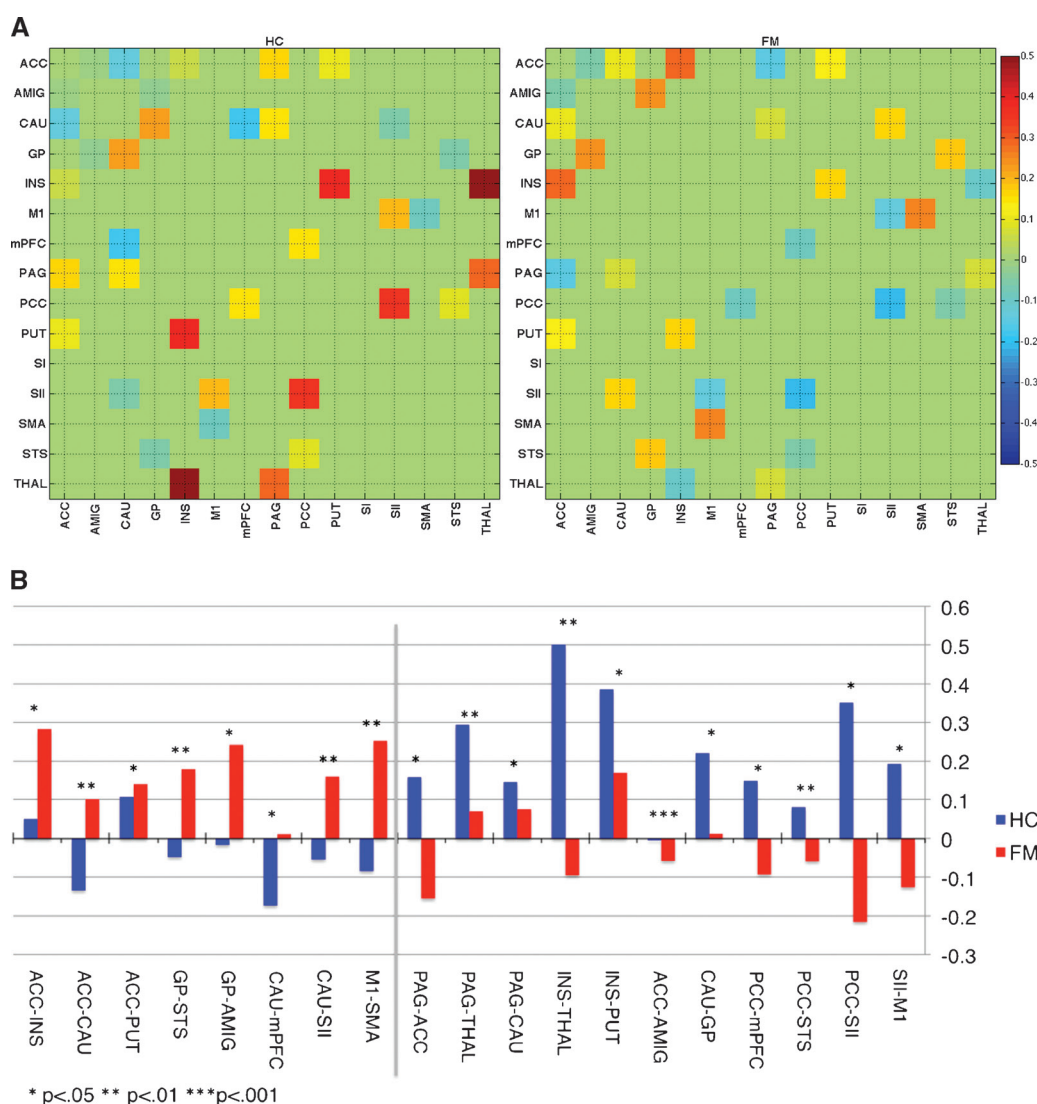 A
HC
FM
ACC
AMIG
CAU
GP
INS
M1
mPFC
PAG
PCC
PUT
SI
SII
SMA
STS
THAL
ACC AMIG CAU GP INS M1 mPFC PAG PCC PUT SI SII SMA STS THAL
ACC
AMIG
CAU
GP
INS
M1
mPFC
PAG
PCC
PUT
SI
SII
SMA
STS
THAL
ACC AMIG CAU GP INS M1 mPFC PAG PCC PUT SI SII SMA STS THAL
0.5
0.4
0.3
0.2
0.1
0
-0.1
-0.2
-0.3
-0.4
-0.5
B
* ** * ** * * ** ** * ** * ** * *** * * ** * *
0.6
0.5
0.4
0.3
0.2
0.1
0
-0.1
-0.2
-0.3
HC
FM
ACC-INS
ACC-CAU
ACC-PUT
GP-STS
GP-AMIG
CAU-mPFC
CAU-SII
M1-SMA
PAG-ACC
PAG-THAL
PAG-CAU
INS-THAL
INS-PUT
ACC-AMIG
CAU-GP
PCC-mPFC
PCC-STS
PCC-SII
SII-M1
* p<.05 ** p<.01 ***p<.001